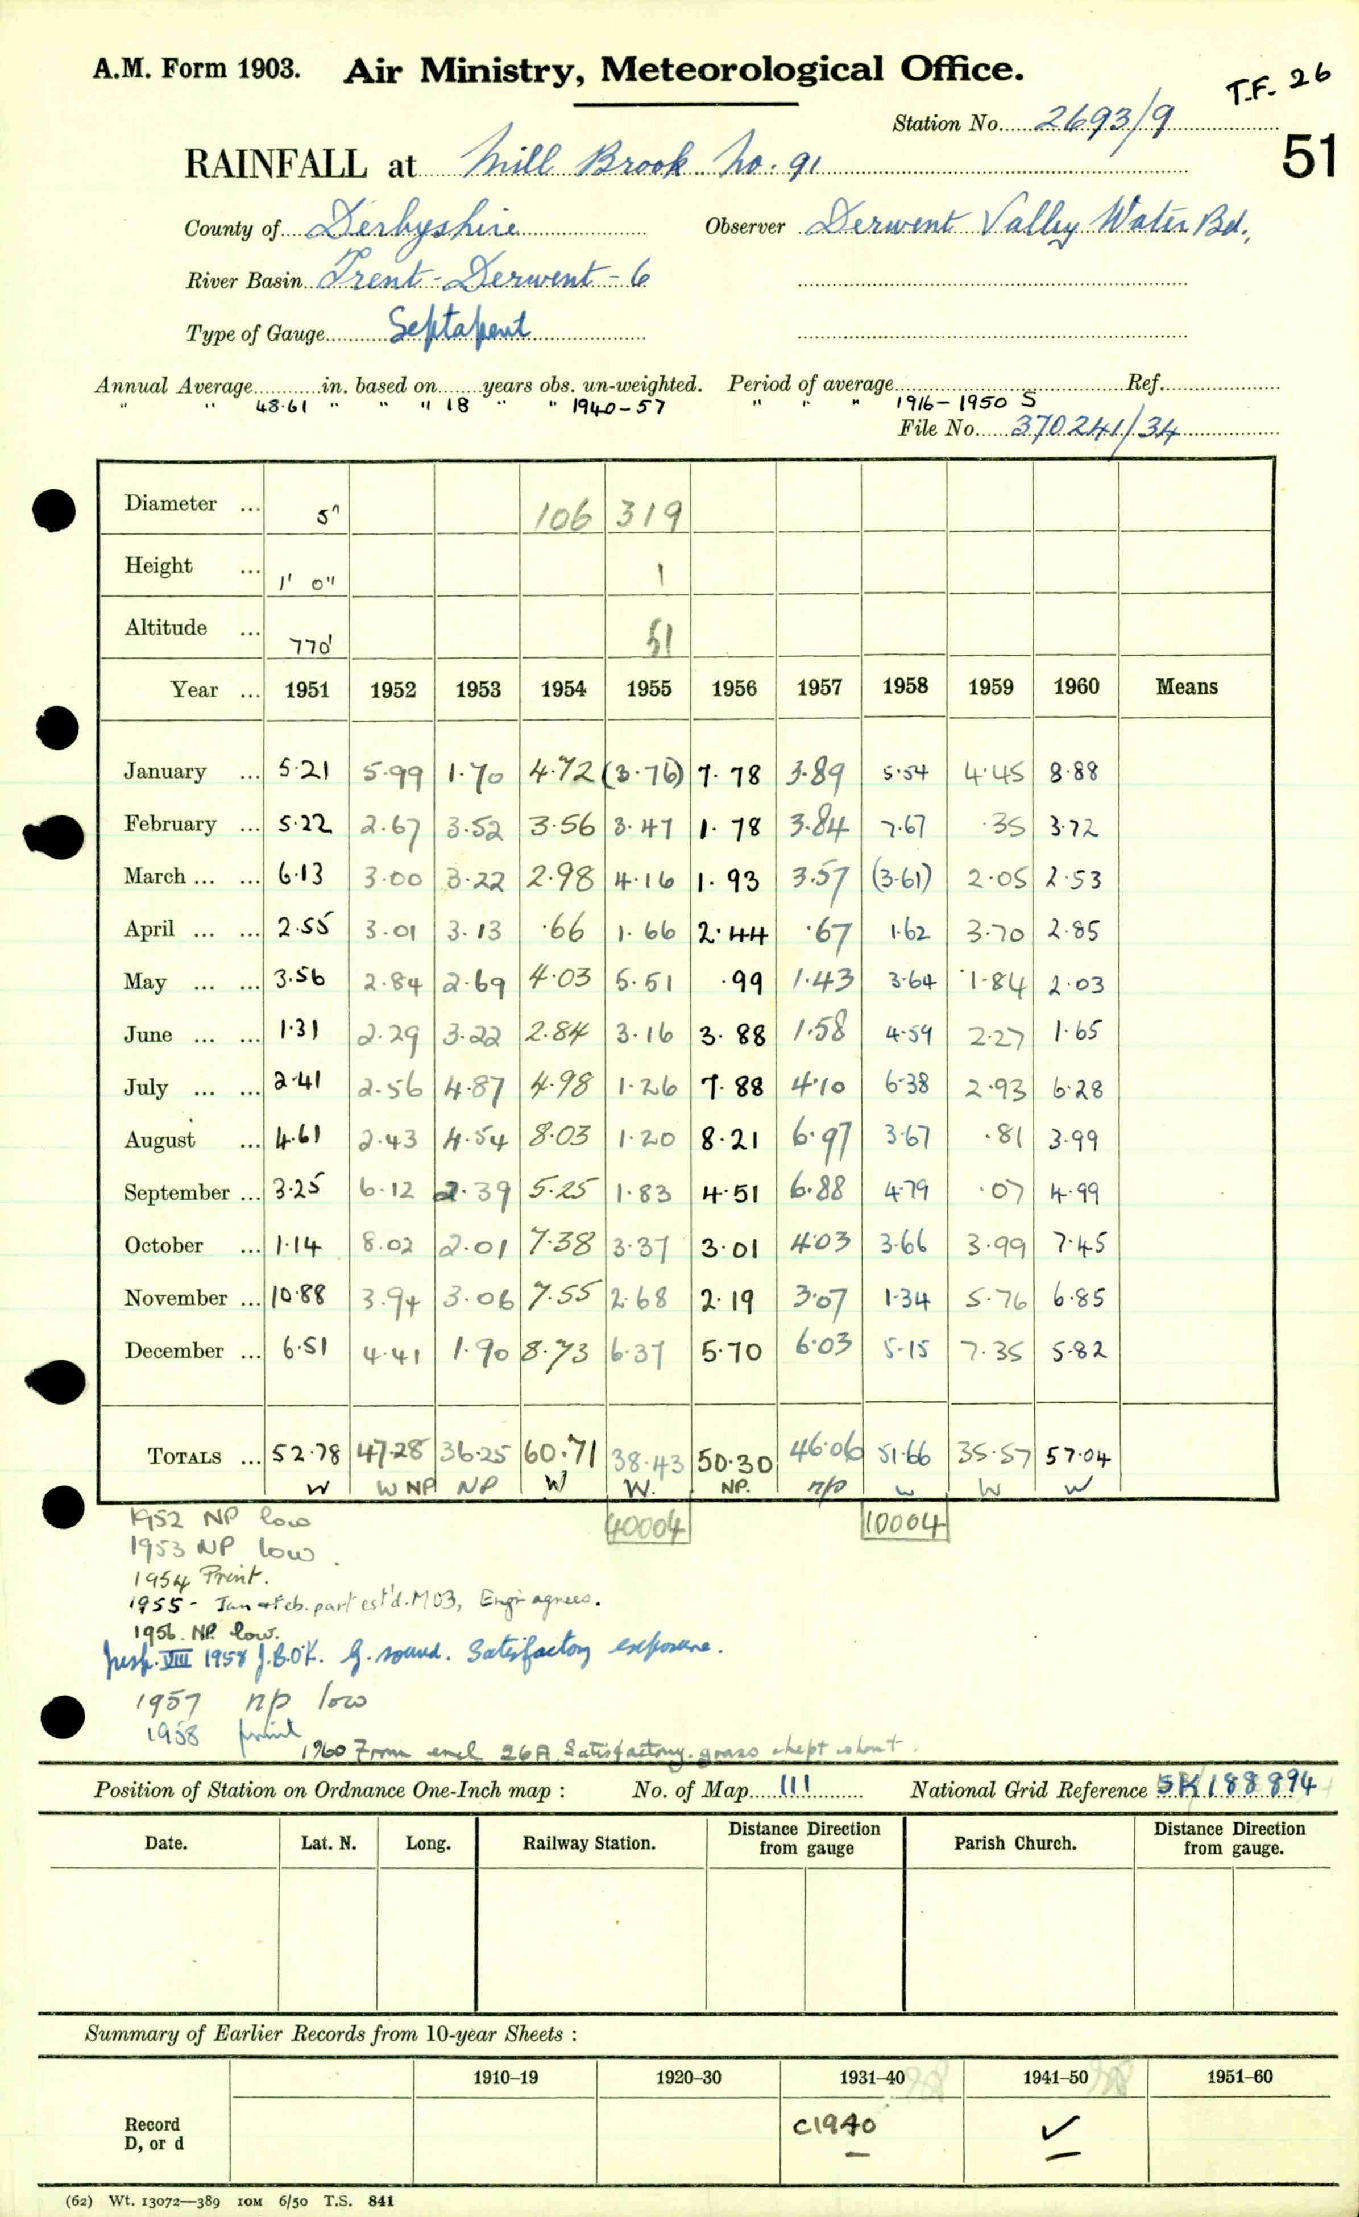 A.M. Form 1903. Air Ministry, Meteorological Office.
T.F. 26
Station No. 2693/9
51
RAINFALL at Mill Brook No. 91
County of Derbyshire Observer Derwent Valley Water Bd.
River Basin Trent-Derwent-6
Type of Gauge Septapent
Annual Average in. based on years obs. un-weighted. Period of average Ref.
" " 48.61 " " " 18 " " 1940-57 " " " 1916-1950 S
File No. 370241/34
Diameter ... 5" 106 319
Height ... 1' 0" 1
Altitude ... 770' 51
Year ... 1951 1952 1953 1954 1955 1956 1957 1958 1959 1960 Means
January ... 5.21 5.99 1.70 4.72 (3.76) 7.78 3.89 5.54 4.45 8.88
February ... 5.22 2.67 3.52 3.56 3.47 1.78 3.84 7.67 .35 3.72
March ... ... 6.13 3.00 3.22 2.98 4.16 1.93 3.57 (3.61) 2.05 2.53
April ... ... 2.55 3.01 3.13 .66 1.66 2.44 .67 1.62 3.70 2.85
May ... ... 3.56 2.84 2.69 4.03 5.51 .99 1.43 3.64 1.84 2.03
June ... ... 1.31 2.29 3.22 2.84 3.16 3.88 1.58 4.59 2.27 1.65
July ... ... 2.41 2.56 4.87 4.98 1.26 7.88 4.10 6.38 2.93 6.28
August ... 4.61 2.43 4.54 8.03 1.20 8.21 6.97 3.67 .81 3.99
September ... 3.25 6.12 2.39 5.25 1.83 4.51 6.88 4.79 .07 4.99
October ... 1.14 8.02 2.01 7.38 3.37 3.01 4.03 3.66 3.99 7.45
November ... 10.88 3.94 3.06 7.55 2.68 2.19 3.07 1.34 5.76 6.85
December ... 6.51 4.41 1.90 8.73 6.37 5.70 6.03 5.15 7.35 5.82
TOTALS ... 52.78 47.28 36.25 60.71 38.43 50.30 46.06 51.66 35.57 57.04
W W NP NP W W. NP. np w W W
1952 NP low 40004 10004
1953 NP low.
1954 Print.
1955 - Jan & Feb. part est'd. M O3, Engr agrees.
1956. NP. low.
Insp. VIII 1958 J.B.O'K. G. sound. Satisfactory exposure.
1957 np low
1958 print
1960 From encl 26A Satisfactory. grass kept short.
Position of Station on Ordnance One-Inch map : No. of Map 111 National Grid Reference SK 188 894
Date. Lat. N. Long. Railway Station. Distance from Direction gauge Parish Church. Distance from Direction gauge.
Summary of Earlier Records from 10-year Sheets :
1910–19 1920–30 1931–40 1941–50 1951–60
Record D, or d c1940 ✓
(62) Wt. 13072—389 10M 6/50 T.S. 841